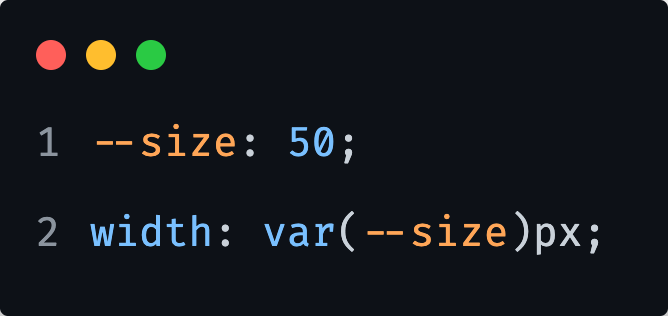 1 --size: 50;
2 width: var(--size)px;